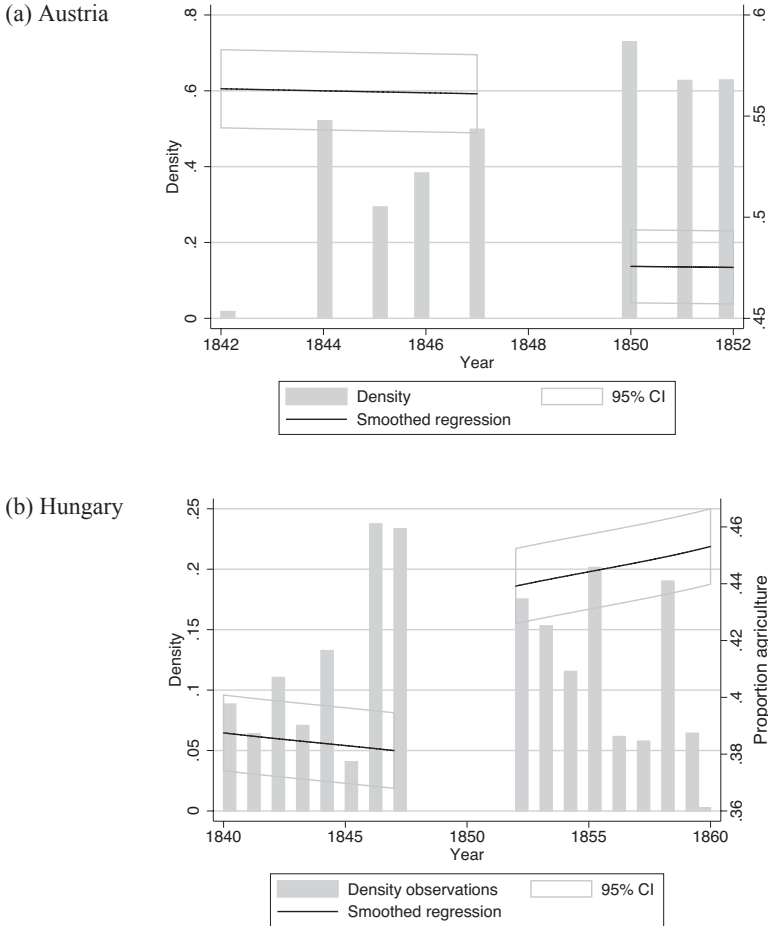 (a) Austria
.8
.6
.4
.2
0
Density
.6
.55
.5
.45
1842 1844 1846 1848 1850 1852
Year
Density 95% CI
Smoothed regression
(b) Hungary
.25
.2
.15
.1
.05
0
Density
.46
.44
.42
.4
.38
.36
Proportion agriculture
1840 1845 1850 1855 1860
Year
Density observations 95% CI
Smoothed regression